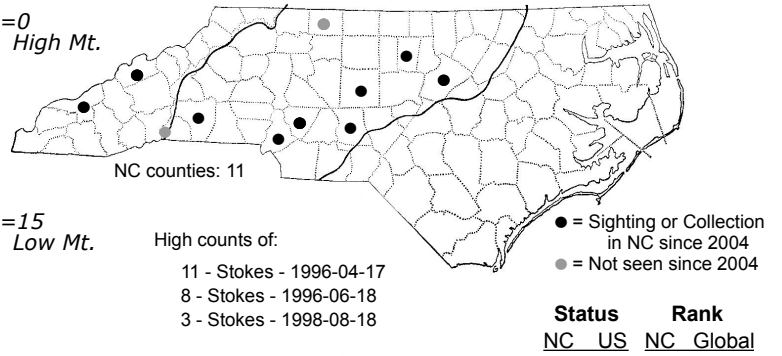 =0
High Mt.
NC counties: 11
=15
Low Mt.
High counts of:
11 - Stokes - 1996-04-17
8 - Stokes - 1996-06-18
3 - Stokes - 1998-08-18
= Sighting or Collection
in NC since 2004
= Not seen since 2004
Status Rank
NC US NC Global